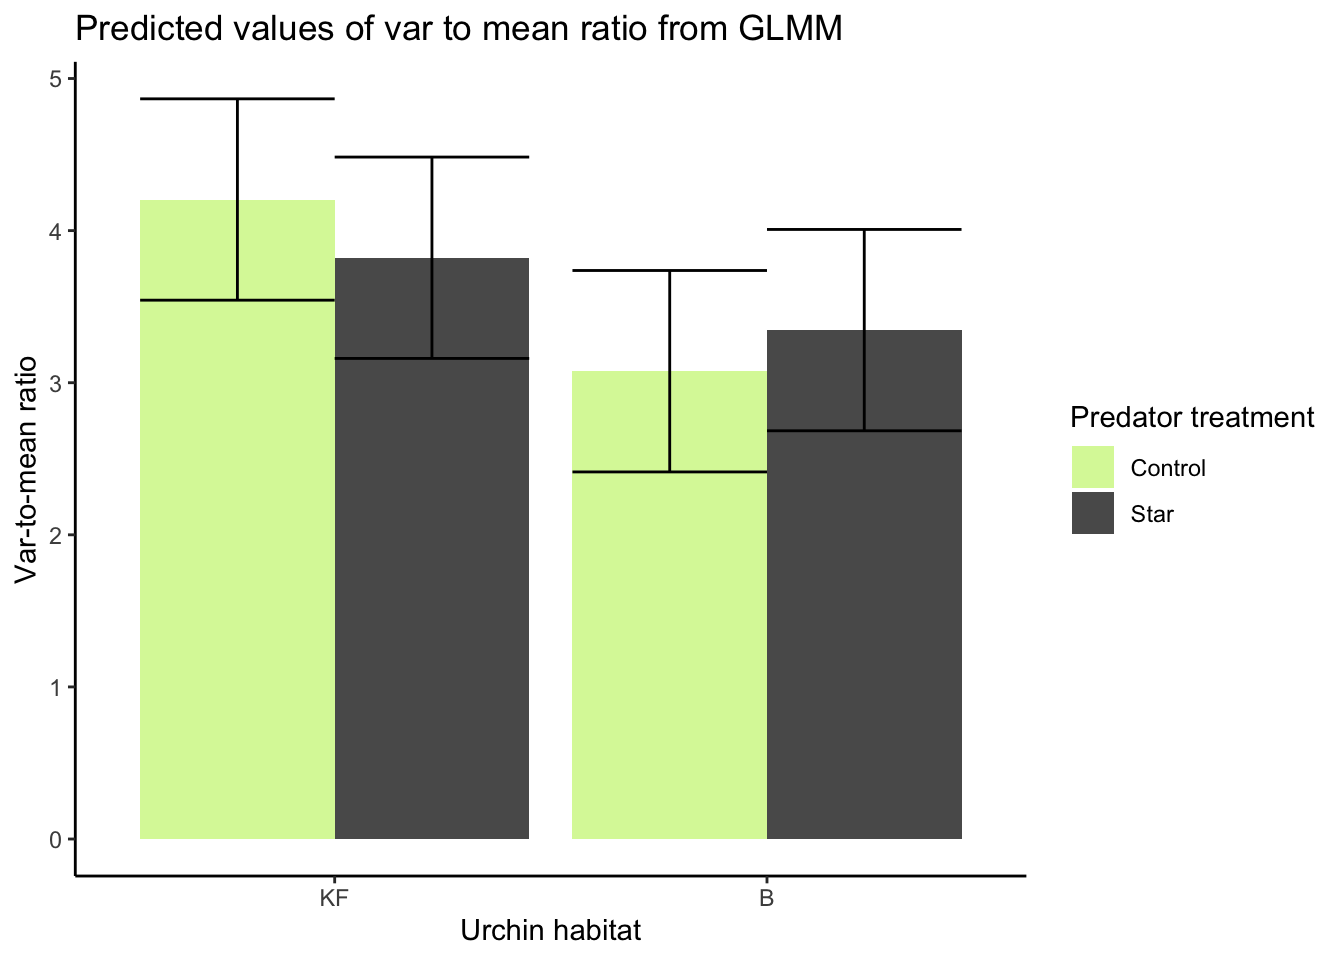 Predicted values of var to mean ratio from GLMM
5
4
3
2
1
0
Var-to-mean ratio
KF
B
Urchin habitat
Predator treatment
Control
Star